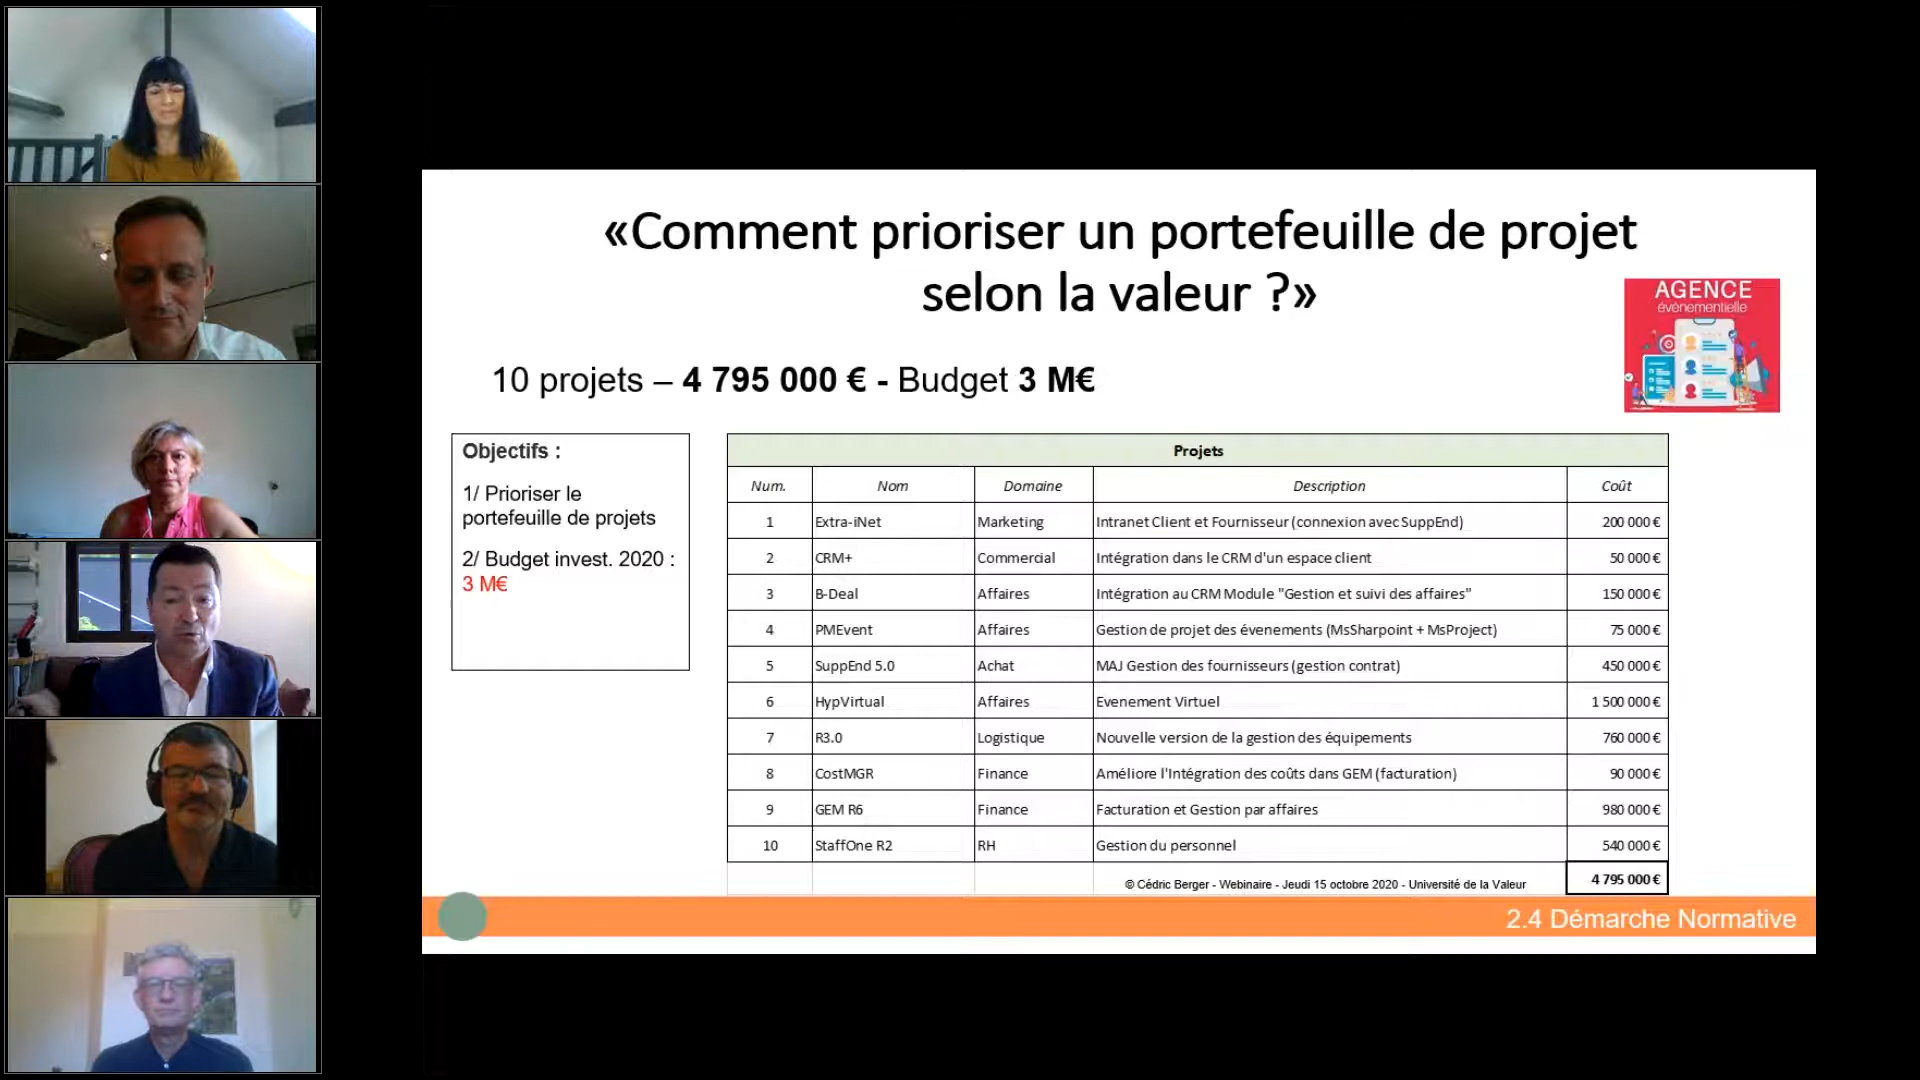 «Comment prioriser un portefeuille de projet
selon la valeur ?»
AGENCE
évènementielle
10 projets – 4 795 000 € - Budget 3 M€
Objectifs :
1/ Prioriser le
portefeuille de projets
2/ Budget invest. 2020 :
3 M€
Projets
Num. Nom Domaine Description Coût
1 Extra-iNet Marketing Intranet Client et Fournisseur (connexion avec SuppEnd) 200 000 €
2 CRM+ Commercial Intégration dans le CRM d'un espace client 50 000 €
3 B-Deal Affaires Intégration au CRM Module "Gestion et suivi des affaires" 150 000 €
4 PMEvent Affaires Gestion de projet des évenements (MsSharpoint + MsProject) 75 000 €
5 SuppEnd 5.0 Achat MAJ Gestion des fournisseurs (gestion contrat) 450 000 €
6 HypVirtual Affaires Evenement Virtuel 1 500 000 €
7 R3.0 Logistique Nouvelle version de la gestion des équipements 760 000 €
8 CostMGR Finance Améliore l'Intégration des coûts dans GEM (facturation) 90 000 €
9 GEM R6 Finance Facturation et Gestion par affaires 980 000 €
10 StaffOne R2 RH Gestion du personnel 540 000 €
4 795 000 €
© Cédric Berger - Webinaire - Jeudi 15 octobre 2020 - Université de la Valeur
2.4 Démarche Normative